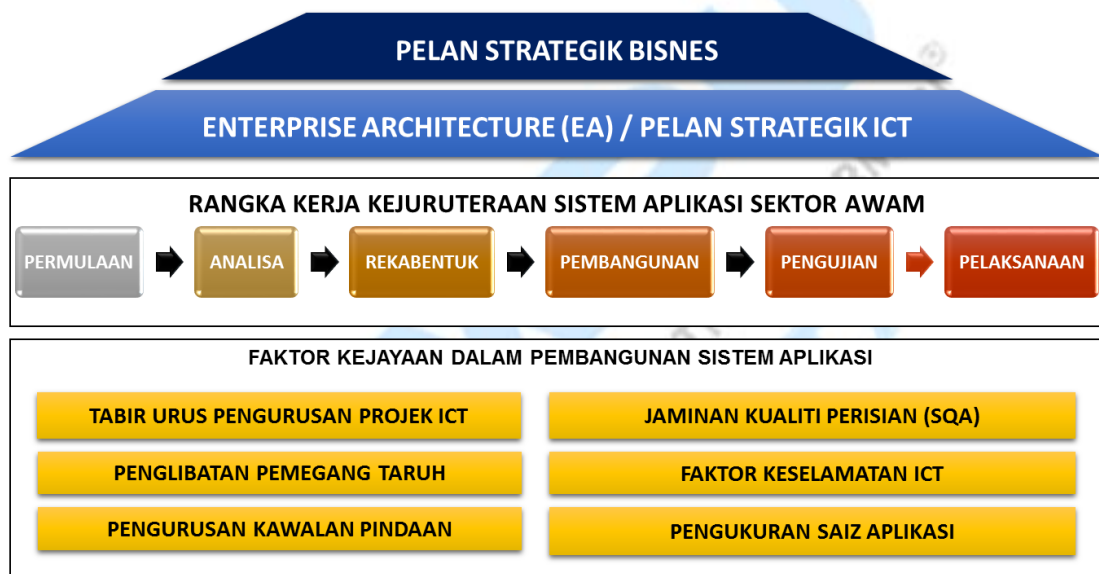 PELAN STRATEGIK BISNES
ENTERPRISE ARCHITECTURE (EA) / PELAN STRATEGIK ICT
RANGKA KERJA KEJURUTERAAN SISTEM APLIKASI SEKTOR AWAM
PERMULAAN
ANALISA
REKABENTUK
PEMBANGUNAN
PENGUJIAN
PELAKSANAAN
FAKTOR KEJAYAAN DALAM PEMBANGUNAN SISTEM APLIKASI
TABIR URUS PENGURUSAN PROJEK ICT
JAMINAN KUALITI PERISIAN (SQA)
PENGLIBATAN PEMEGANG TARUH
FAKTOR KESELAMATAN ICT
PENGURUSAN KAWALAN PINDAAN
PENGUKURAN SAIZ APLIKASI